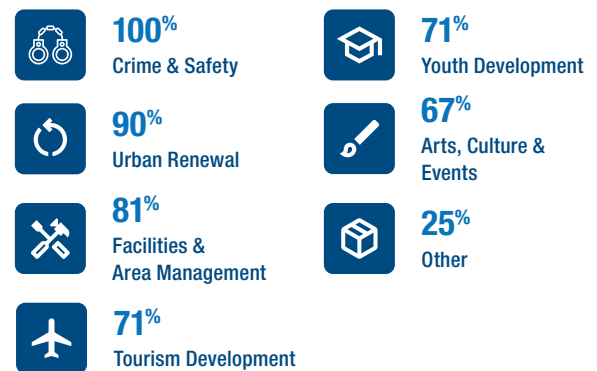 100%
Crime & Safety
90%
Urban Renewal
81%
Facilities &
Area Management
71%
Tourism Development
71%
Youth Development
67%
Arts, Culture &
Events
25%
Other